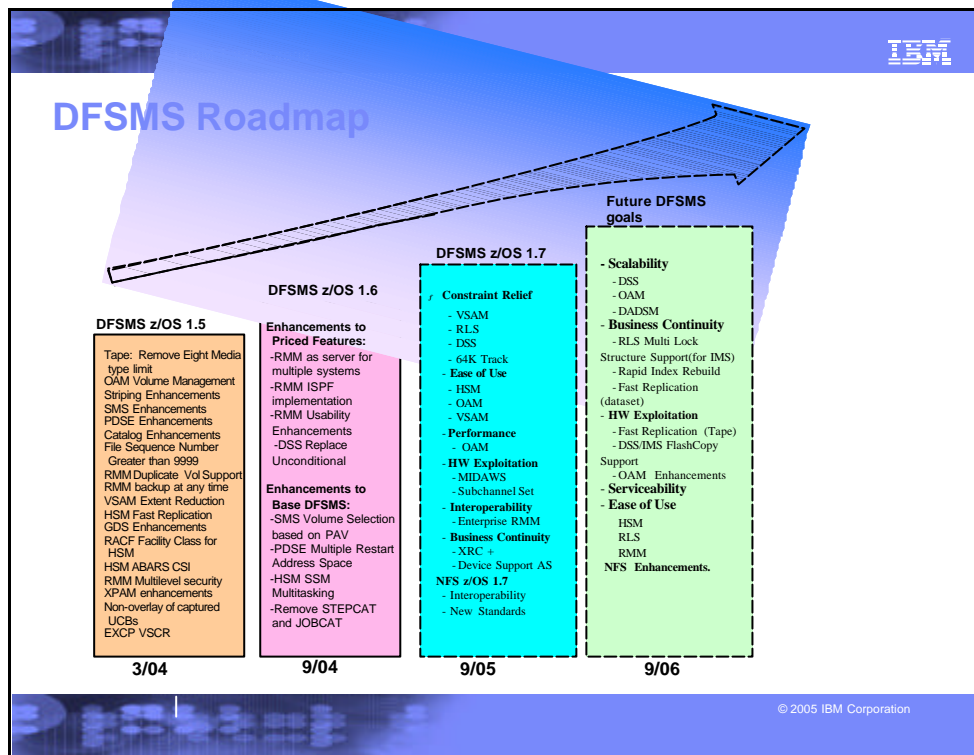 IBM
DFSMS Roadmap
DFSMS z/OS 1.5
Tape: Remove Eight Media
type limit
OAM Volume Management
Striping Enhancements
SMS Enhancements
PDSE Enhancements
Catalog Enhancements
File Sequence Number
Greater than 9999
RMM Duplicate Vol Support
RMM backup at any time
VSAM Extent Reduction
HSM Fast Replication
GDS Enhancements
RACF Facility Class for
HSM
HSM ABARS CSI
RMM Multilevel security
XPAM enhancements
Non-overlay of captured
UCBs
EXCP VSCR
3/04
DFSMS z/OS 1.6
Enhancements to
Priced Features:
-RMM as server for
multiple systems
-RMM ISPF
implementation
-RMM Usability
Enhancements
-DSS Replace
Unconditional
Enhancements to
Base DFSMS:
-SMS Volume Selection
based on PAV
-PDSE Multiple Restart
Address Space
-HSM SSM
Multitasking
-Remove STEPCAT
and JOBCAT
9/04
DFSMS z/OS 1.7
ƒ Constraint Relief
- VSAM
- RLS
- DSS
- 64K Track
- Ease of Use
- HSM
- OAM
- VSAM
- Performance
- OAM
- HW Exploitation
- MIDAWS
- Subchannel Set
- Interoperability
- Enterprise RMM
- Business Continuity
- XRC +
- Device Support AS
NFS z/OS 1.7
- Interoperability
- New Standards
9/05
Future DFSMS
goals
- Scalability
- DSS
- OAM
- DADSM
- Business Continuity
- RLS Multi Lock
Structure Support(for IMS)
- Rapid Index Rebuild
- Fast Replication
(dataset)
- HW Exploitation
- Fast Replication (Tape)
- DSS/IMS FlashCopy
Support
- OAM Enhancements
- Serviceability
- Ease of Use
HSM
RLS
RMM
NFS Enhancements.
9/06
© 2005 IBM Corporation